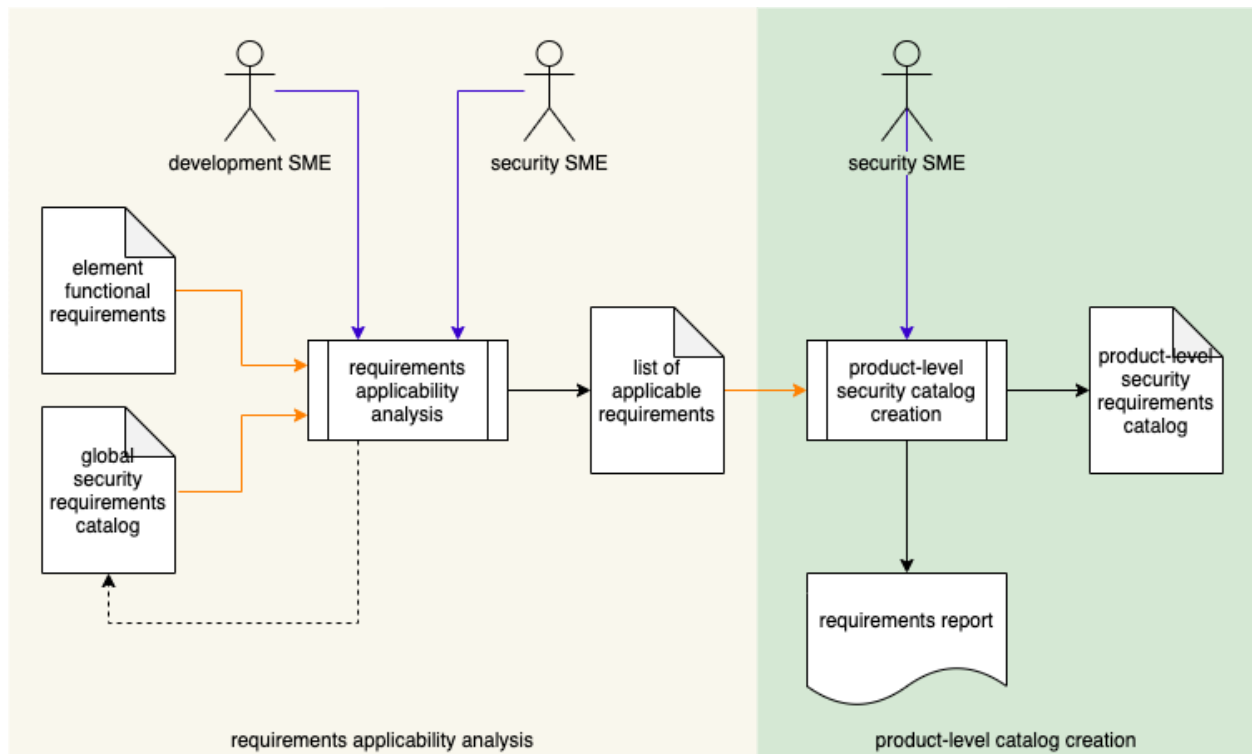 development SME
security SME
security SME
element
functional
requirements
global
security
requirements
catalog
requirements
applicability
analysis
list of
applicable
requirements
product-level
security catalog
creation
product-level
security
requirements
catalog
requirements report
requirements applicability analysis
product-level catalog creation